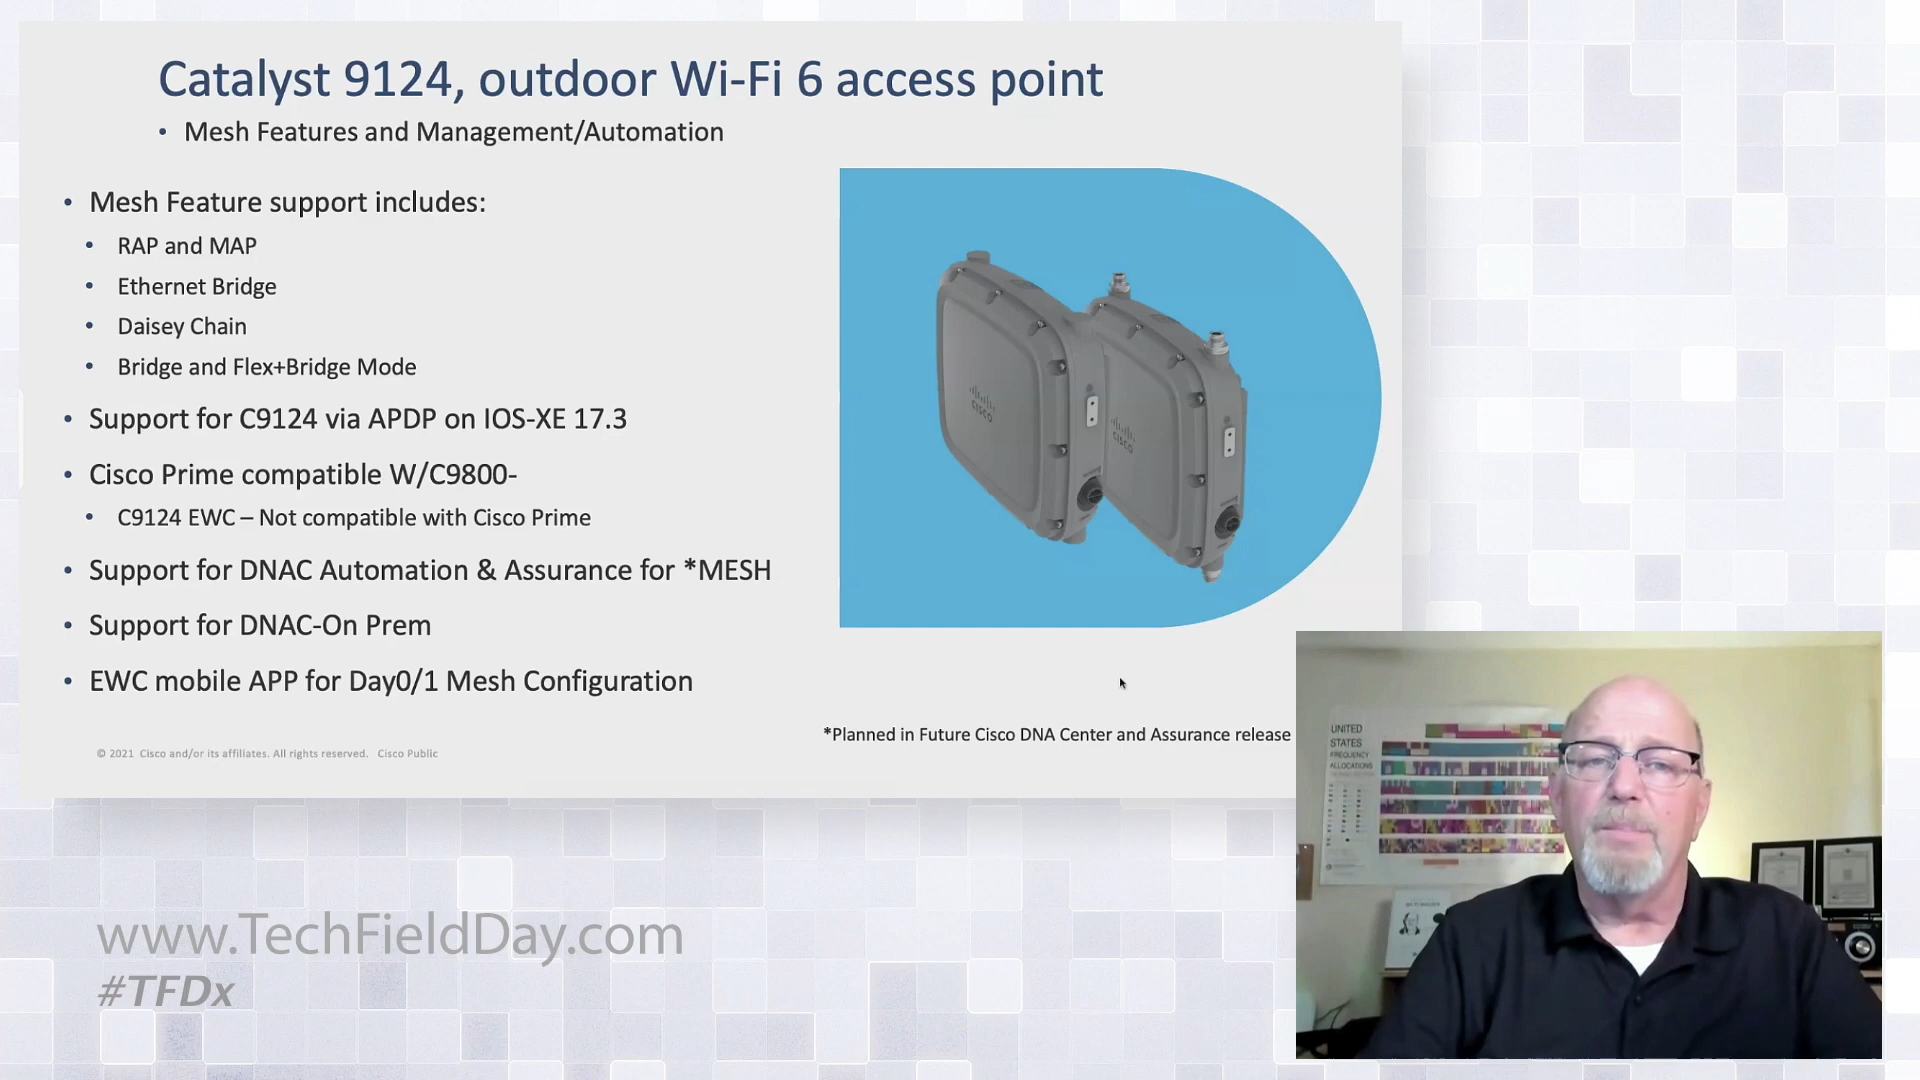 Catalyst 9124, outdoor Wi-Fi 6 access point
• Mesh Features and Management/Automation
• Mesh Feature support includes:
• RAP and MAP
• Ethernet Bridge
• Daisey Chain
• Bridge and Flex+Bridge Mode
• Support for C9124 via APDP on IOS-XE 17.3
• Cisco Prime compatible W/C9800-
• C9124 EWC – Not compatible with Cisco Prime
• Support for DNAC Automation & Assurance for *MESH
• Support for DNAC-On Prem
• EWC mobile APP for Day0/1 Mesh Configuration
CISCO
CISCO
*Planned in Future Cisco DNA Center and Assurance release
© 2021 Cisco and/or its affiliates. All rights reserved. Cisco Public
UNITED
STATES
FREQUENCY
ALLOCATIONS
www.TechFieldDay.com
#TFDx